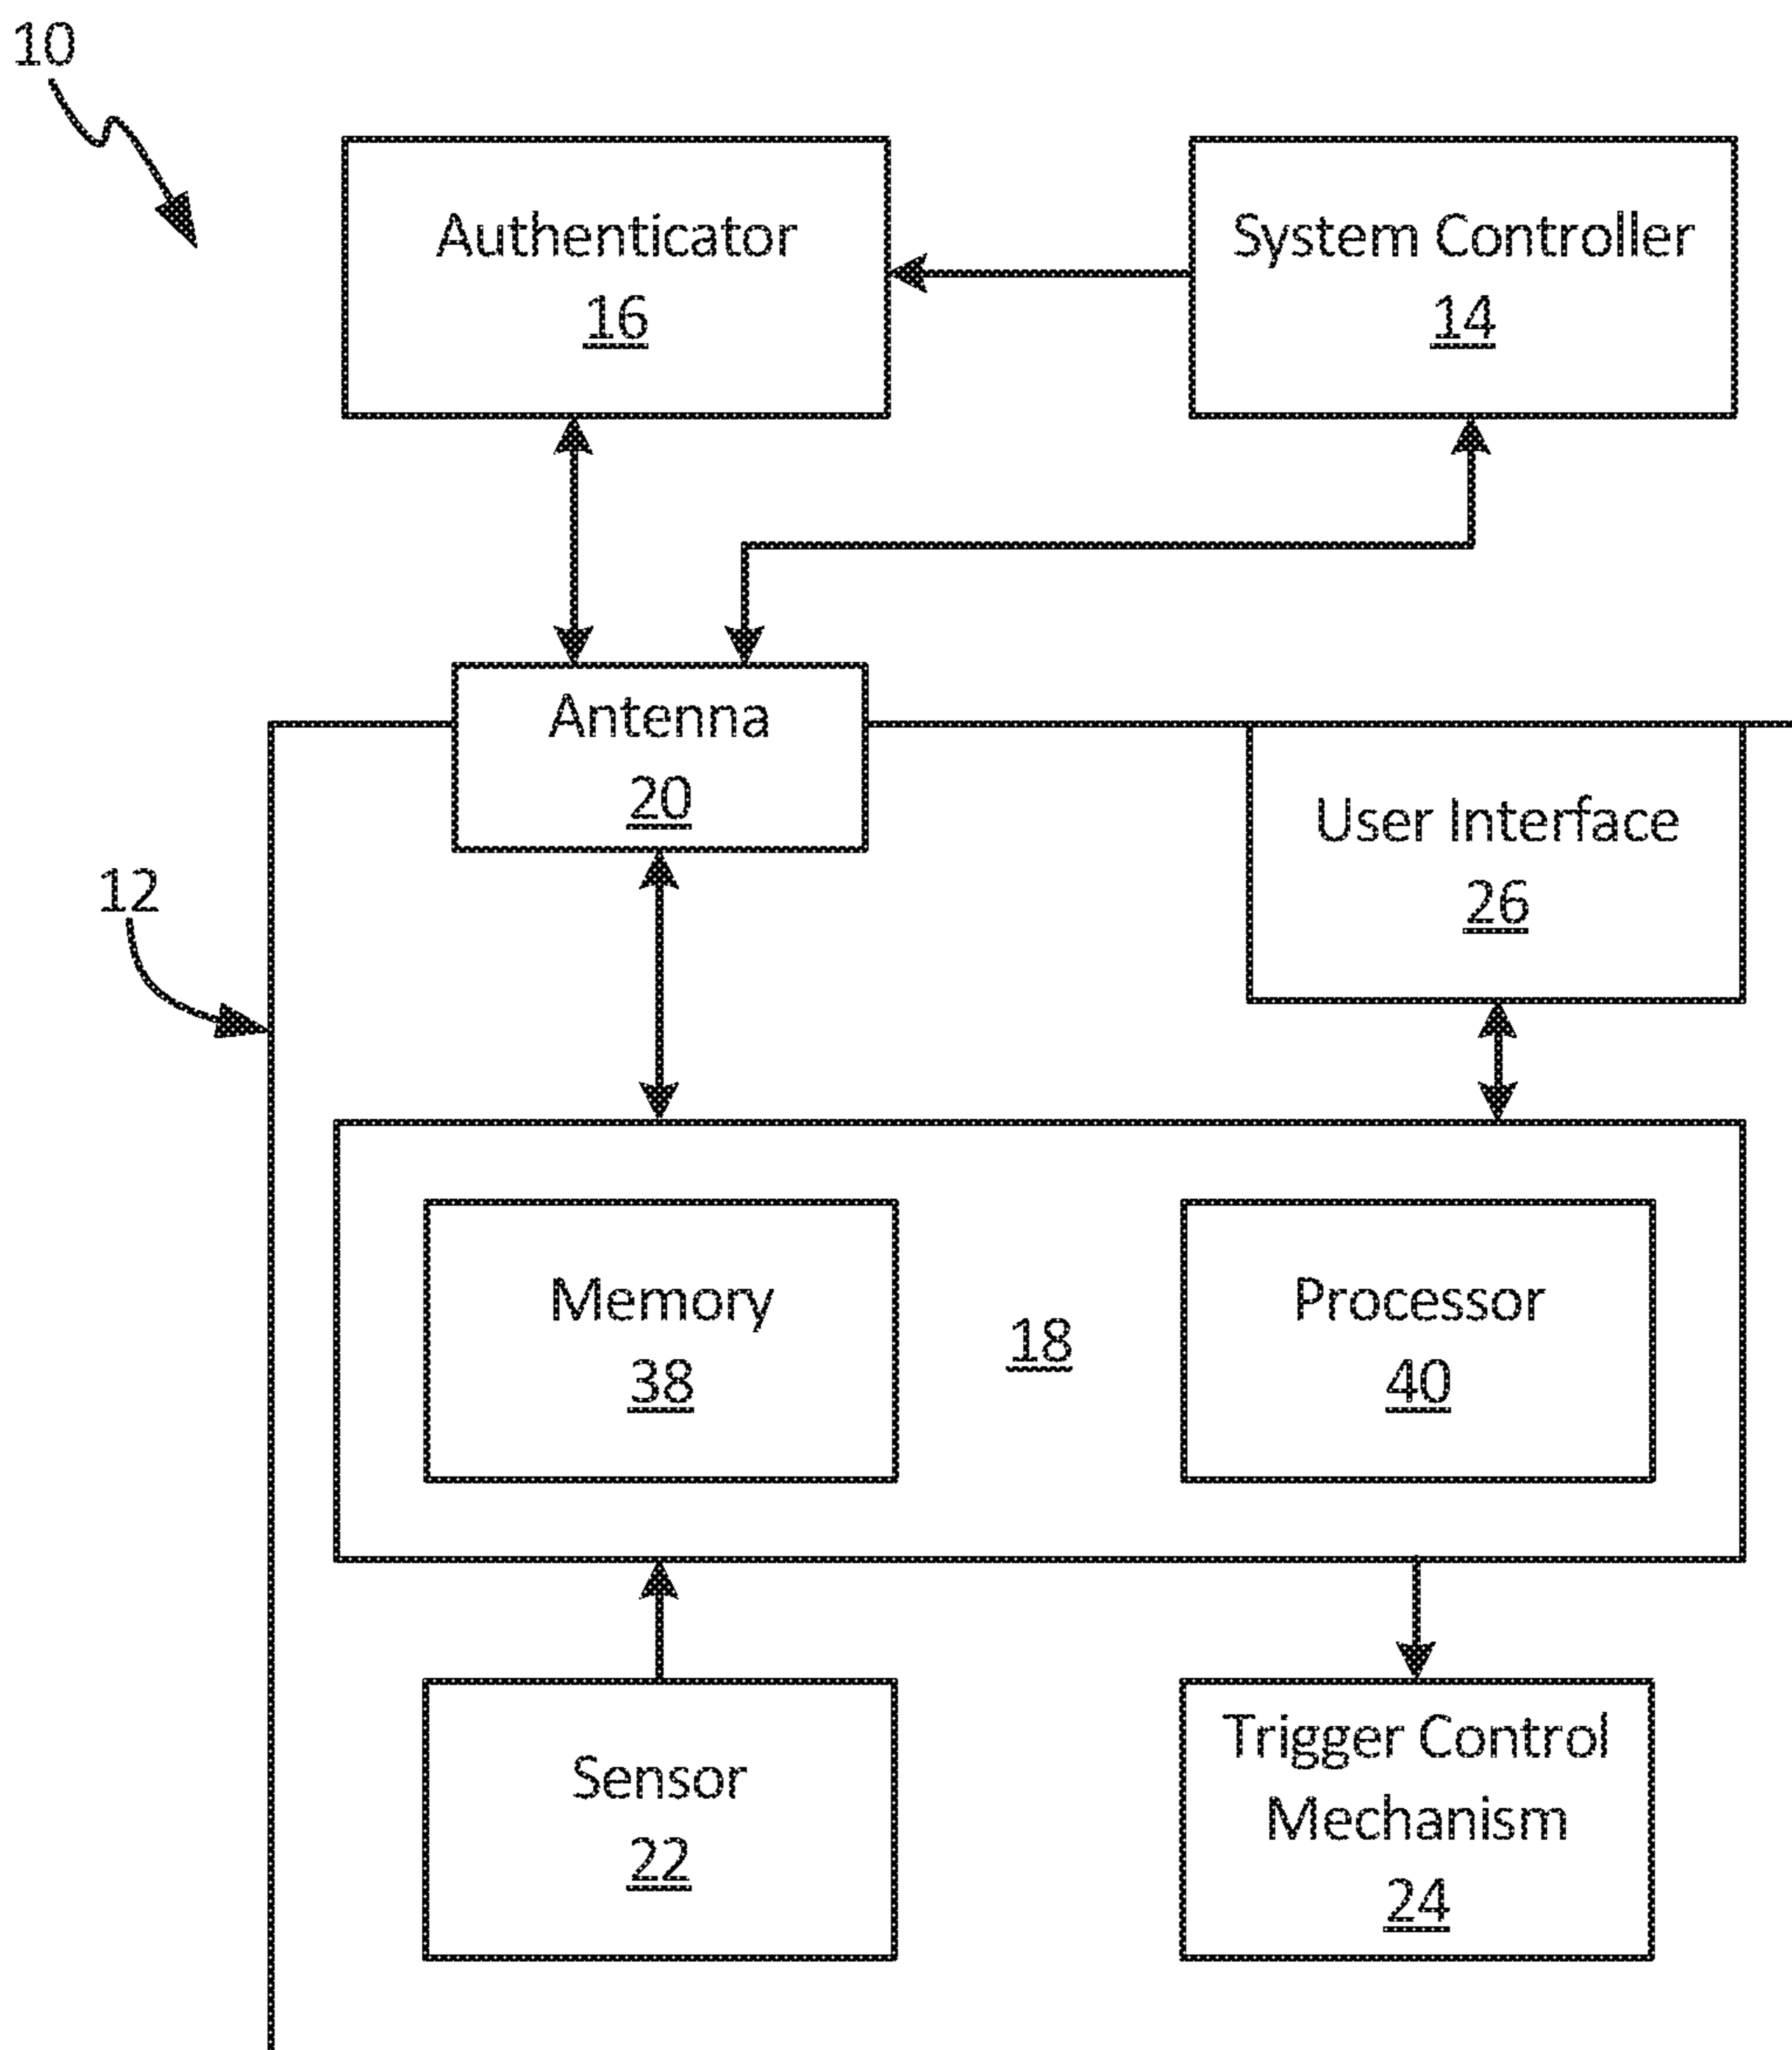 10
Authenticator
16
System Controller
14
Antenna
20
User Interface
26
12
Memory
38
18
Processor
40
Sensor
22
Trigger Control
Mechanism
24